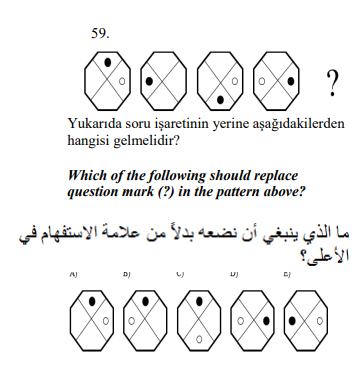 59.
?
Yukarıda soru işaretinin yerine aşağıdakilerden
hangisi gelmelidir?
Which of the following should replace
question mark (?) in the pattern above?
ما الذي ينبغي أن نضعه بدلاً من علامة الاستفهام في
الأعلى؟
A) B) C) D) E)